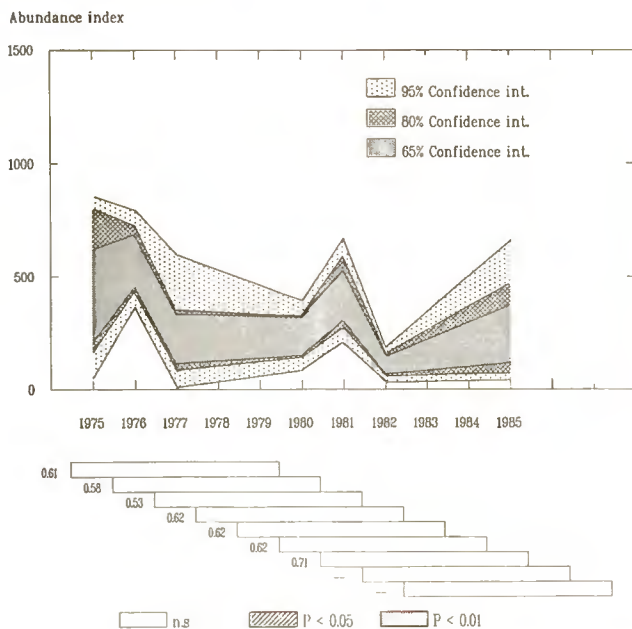 Abundance index
1500
95% Confidence int.
80% Confidence int.
65% Confidence int.
1000
500
0
1975 1976 1977 1978 1979 1980 1981 1982 1983 1984 1985
0.61
0.58
0.53
0.62
0.62
0.62
0.71
—
—
n.s P < 0.05 P < 0.01